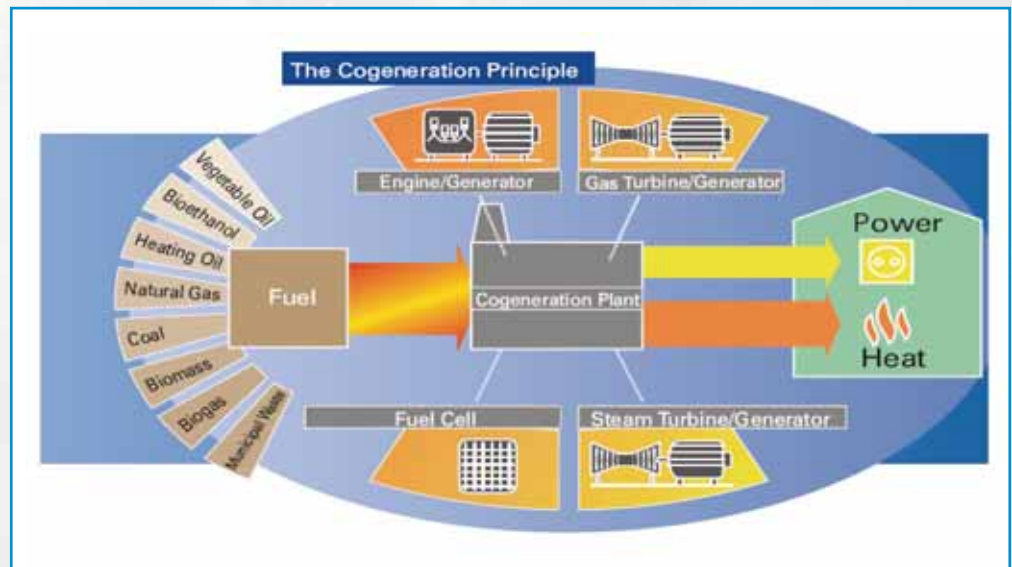 The Cogeneration Principle
Engine/Generator
Gas Turbine/Generator
Vegetable Oil
Bioethanol
Heating Oil
Natural Gas
Coal
Biomass
Biogas
Municipal Waste
Fuel
Cogeneration Plant
Power
Heat
Fuel Cell
Steam Turbine/Generator